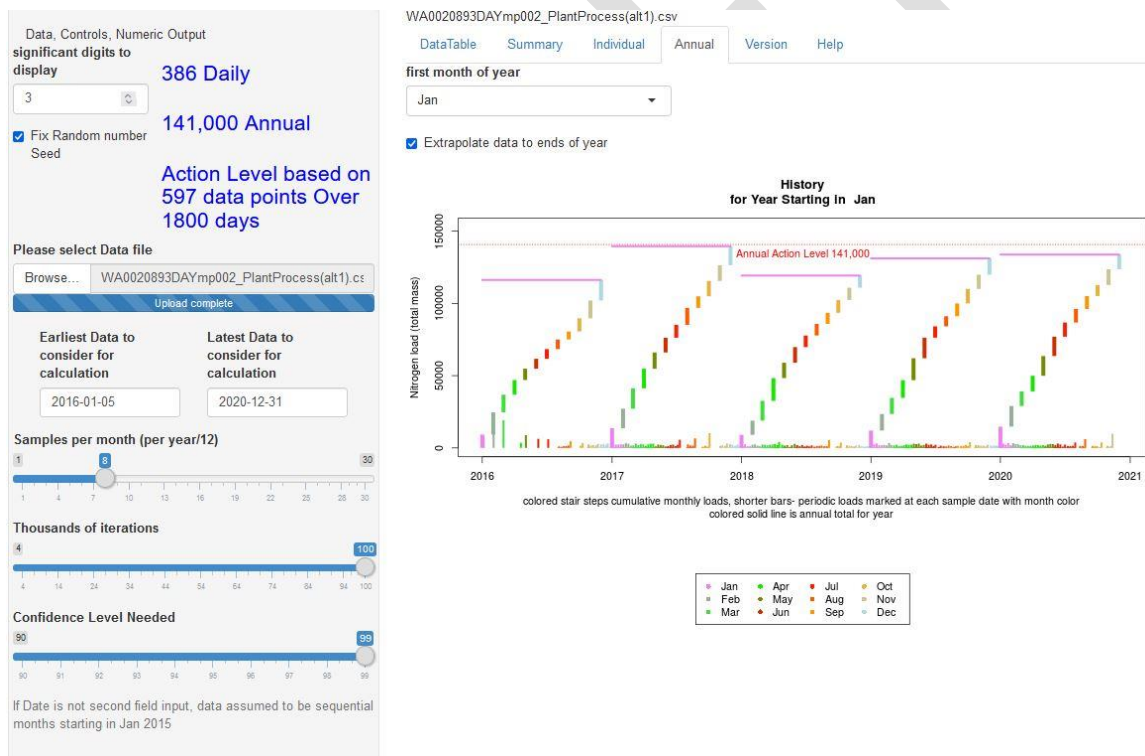 Data, Controls, Numeric Output
significant digits to
display
3
Fix Random number
Seed
386 Daily
141,000 Annual
Action Level based on
597 data points Over
1800 days
Please select Data file
Browse...
WA0020893DAYmp002_PlantProcess(alt1).cs
Upload complete
Earliest Data to
consider for
calculation
Latest Data to
consider for
calculation
2016-01-05
2020-12-31
Samples per month (per year/12)
1 8 30
1 4 7 10 13 16 19 22 25 28 30
Thousands of iterations
4 100
4 14 24 34 44 54 64 74 84 94 100
Confidence Level Needed
90 99
90 91 92 93 94 95 96 97 98 99
If Date is not second field input, data assumed to be sequential
months starting in Jan 2015
WA0020893DAYmp002_PlantProcess(alt1).csv
DataTable Summary Individual Annual Version Help
first month of year
Jan
Extrapolate data to ends of year
History
for Year Starting in Jan
Nitrogen load (total mass)
150000
100000
50000
0
Annual Action Level 141,000
2016 2017 2018 2019 2020 2021
colored stair steps cumulative monthly loads, shorter bars- periodic loads marked at each sample date with month color
colored solid line is annual total for year
Jan Apr Jul Oct
Feb May Aug Nov
Mar Jun Sep Dec